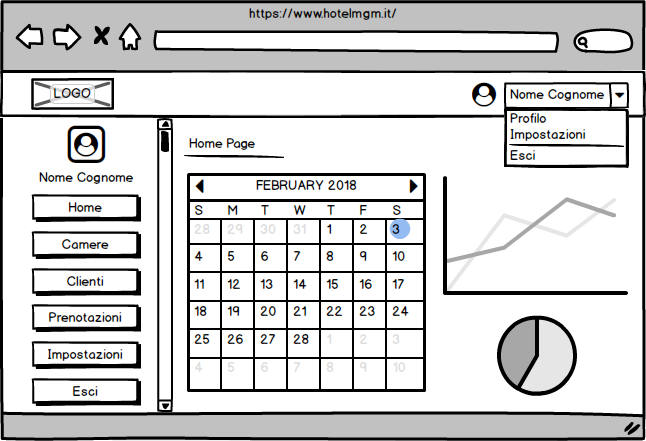 https://www.hotelmgm.it/
LOGO
Nome Cognome
Profilo
Impostazioni
Esci
Nome Cognome
Home
Camere
Clienti
Prenotazioni
Impostazioni
Esci
Home Page
FEBRUARY 2018
S M T W T F S
28 29 30 31 1 2 3
4 5 6 7 8 9 10
11 12 13 14 15 16 17
18 19 20 21 22 23 24
25 26 27 28 1 2 3
4 5 6 7 8 9 10